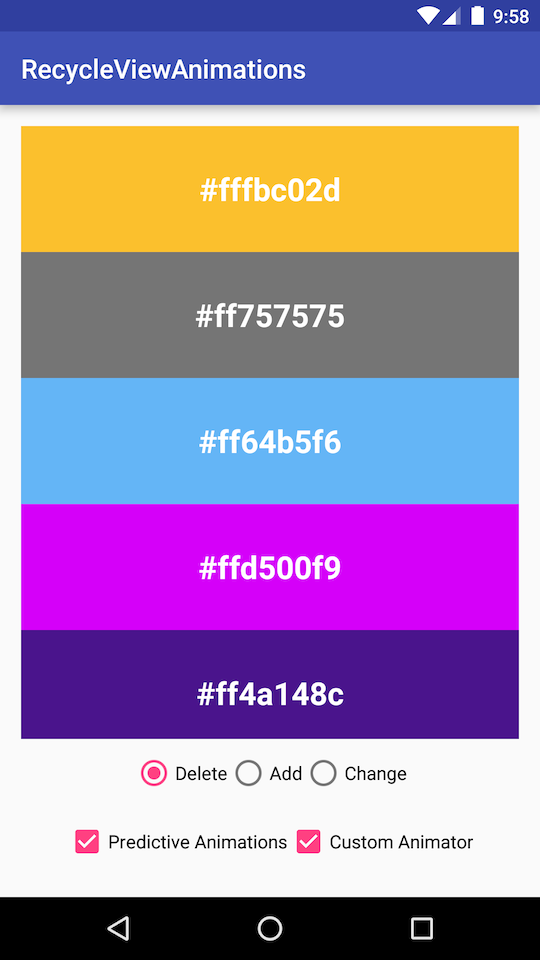 9:58
RecycleViewAnimations
#fffbc02d
#ff757575
#ff64b5f6
#ffd500f9
#ff4a148c
Delete Add Change
Predictive Animations Custom Animator